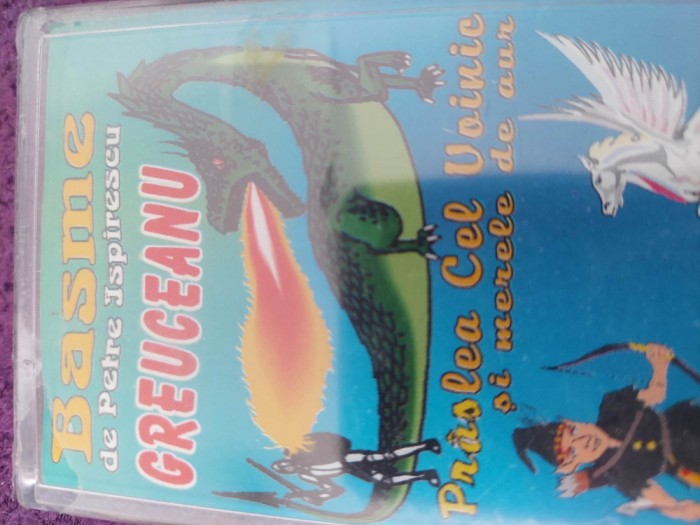 Basme
de Petre Ispirescu
GREUCEANU
Prâslea Cel Voinic
și merele de aur